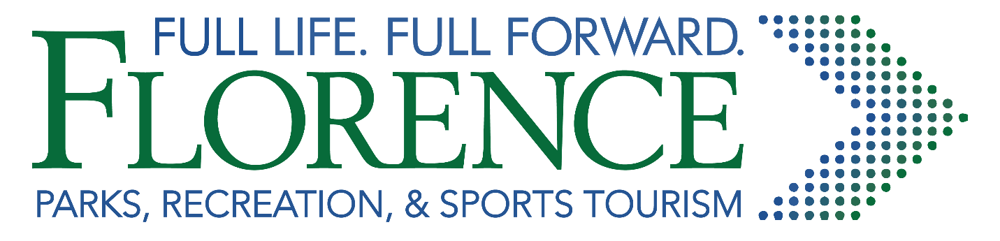 FULL LIFE. FULL FORWARD.
FLORENCE
PARKS, RECREATION, & SPORTS TOURISM